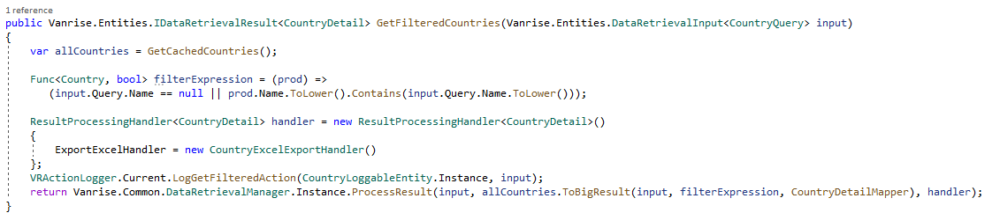 1 reference
public Vanrise.Entities.IDataRetrievalResult<CountryDetail> GetFilteredCountries(Vanrise.Entities.DataRetrievalInput<CountryQuery> input)
{
    var allCountries = GetCachedCountries();
    Func<Country, bool> filterExpression = (prod) =>
       (input.Query.Name == null || prod.Name.ToLower().Contains(input.Query.Name.ToLower()));
    ResultProcessingHandler<CountryDetail> handler = new ResultProcessingHandler<CountryDetail>()
    {
        ExportExcelHandler = new CountryExcelExportHandler()
    };
    VRActionLogger.Current.LogGetFilteredAction(CountryLoggableEntity.Instance, input);
    return Vanrise.Common.DataRetrievalManager.Instance.ProcessResult(input, allCountries.ToBigResult(input, filterExpression, CountryDetailMapper), handler);
}